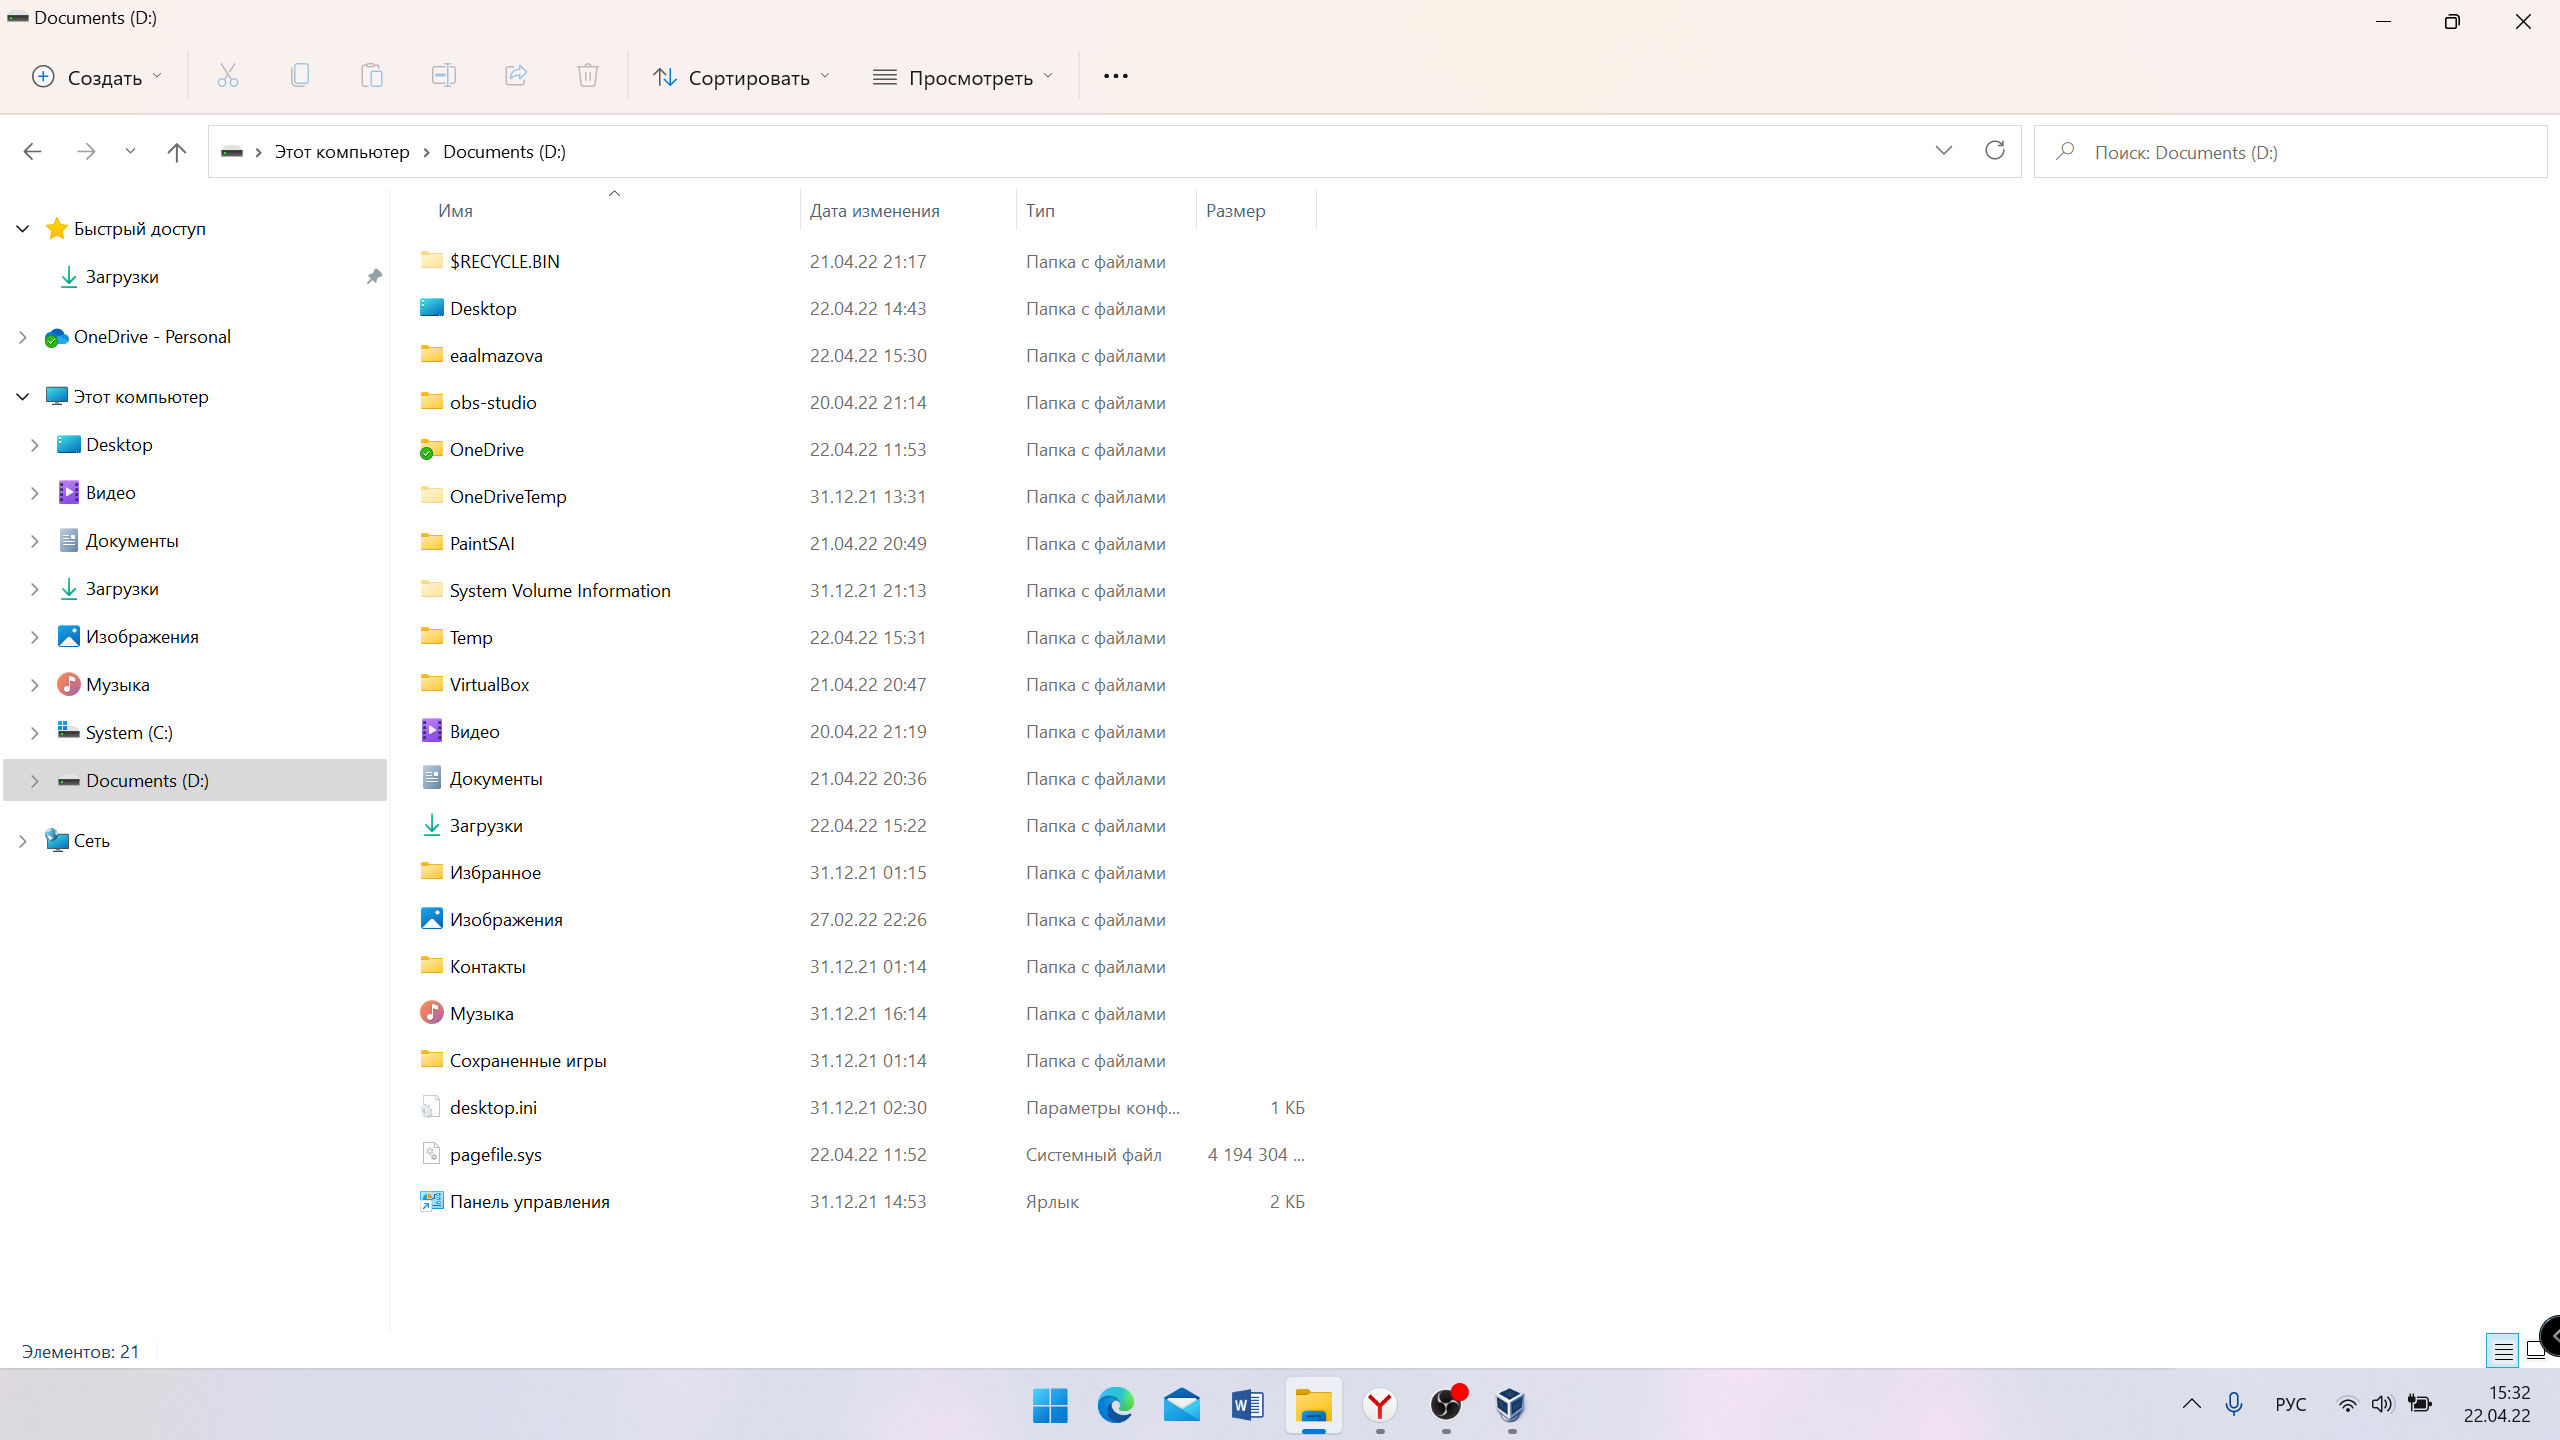 Documents (D:)
Создать
Сортировать
Просмотреть
Этот компьютер › Documents (D:)
Поиск: Documents (D:)
Быстрый доступ
Загрузки
OneDrive - Personal
Этот компьютер
Desktop
Видео
Документы
Загрузки
Изображения
Музыка
System (C:)
Documents (D:)
Сеть
Имя Дата изменения Тип Размер
$RECYCLE.BIN 21.04.22 21:17 Папка с файлами
Desktop 22.04.22 14:43 Папка с файлами
eaalmazova 22.04.22 15:30 Папка с файлами
obs-studio 20.04.22 21:14 Папка с файлами
OneDrive 22.04.22 11:53 Папка с файлами
OneDriveTemp 31.12.21 13:31 Папка с файлами
PaintSAI 21.04.22 20:49 Папка с файлами
System Volume Information 31.12.21 21:13 Папка с файлами
Temp 22.04.22 15:31 Папка с файлами
VirtualBox 21.04.22 20:47 Папка с файлами
Видео 20.04.22 21:19 Папка с файлами
Документы 21.04.22 20:36 Папка с файлами
Загрузки 22.04.22 15:22 Папка с файлами
Избранное 31.12.21 01:15 Папка с файлами
Изображения 27.02.22 22:26 Папка с файлами
Контакты 31.12.21 01:14 Папка с файлами
Музыка 31.12.21 16:14 Папка с файлами
Сохраненные игры 31.12.21 01:14 Папка с файлами
desktop.ini 31.12.21 02:30 Параметры конф... 1 КБ
pagefile.sys 22.04.22 11:52 Системный файл 4 194 304 ...
Панель управления 31.12.21 14:53 Ярлык 2 КБ
Элементов: 21
РУС
15:32
22.04.22